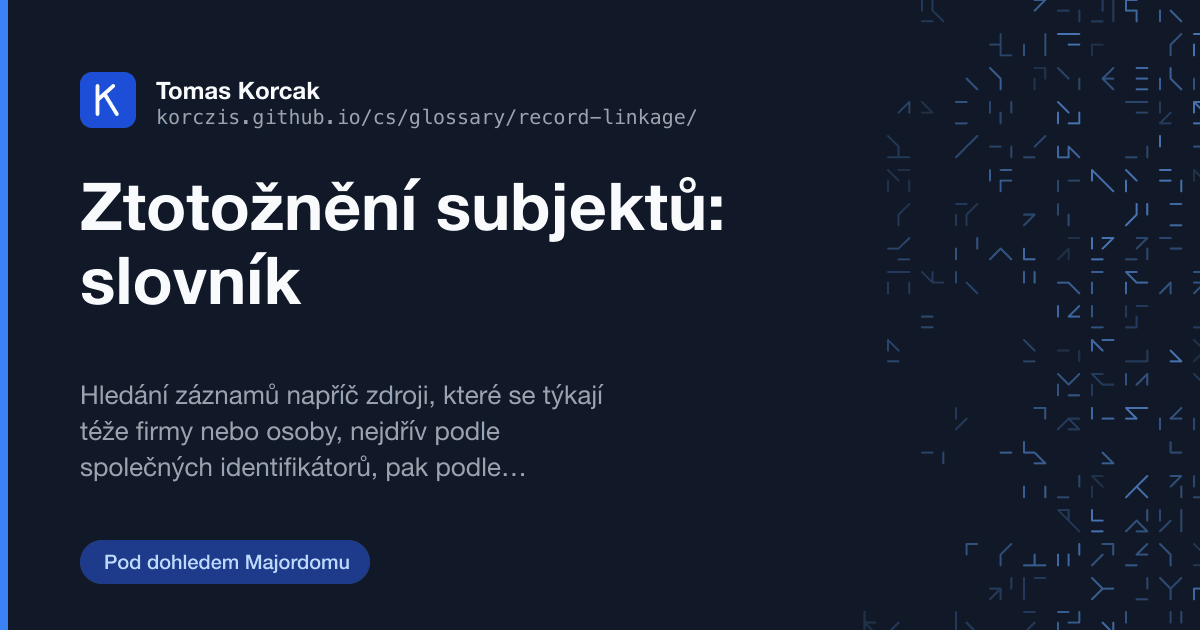 K
Tomas Korcak
korczis.github.io/cs/glossary/record-linkage/
Ztotožnění subjektů:
slovník
Hledání záznamů napříč zdroji, které se týkají
téže firmy nebo osoby, nejdřív podle
společných identifikátorů, pak podle…
Pod dohledem Majordomu